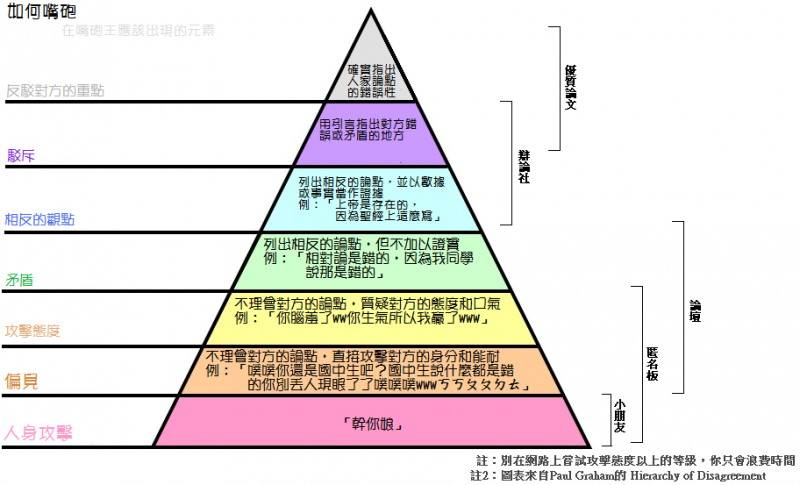 如何嘴砲
在嘴砲王應該出現的元素
確實指出
人家論點
的錯誤性
反駁對方的重點
用引言指出對方錯
誤或矛盾的地方
駁斥
列出相反的論點，並以數據
或事實當作證據
例：「上帝是存在的，
因為聖經上這麼寫」
相反的觀點
列出相反的論點，但不加以證實
例：「相對論是錯的，因為我同學
說那是錯的」
矛盾
不理會對方的論點，質疑對方的態度和口氣
例：「你腦羞了ww你生氣所以我贏了www」
攻擊態度
不理會對方的論點，直接攻擊對方的身分和能耐
例：「噗噗你還是國中生吧？國中生說什麼都是錯
的你別丟人現眼了了噗噗噗wwwㄎㄎㄆㄆㄉㄊ」
偏見
「幹你娘」
人身攻擊
優質論文
辯論社
論壇
匿名板
小朋友
註：別在網路上嘗試攻擊態度以上的等級，你只會浪費時間
註2：圖表來自Paul Graham的 Hierarchy of Disagreement